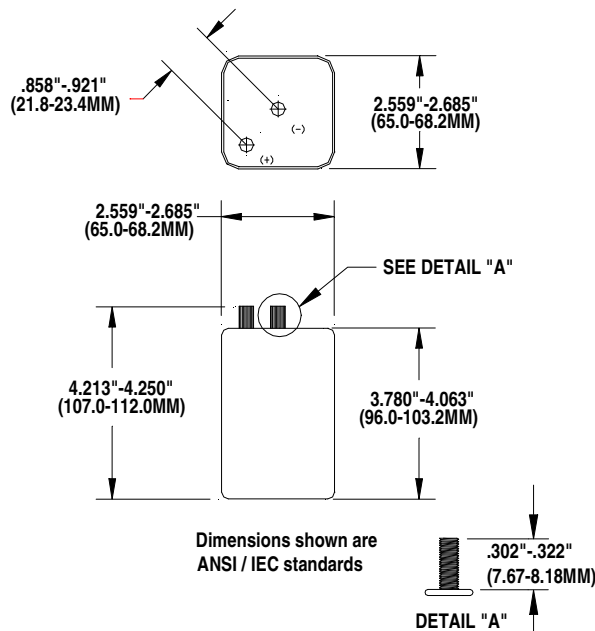 .858"-.921"
(21.8-23.4MM)
2.559"-2.685"
(65.0-68.2MM)
(-)
(+)
2.559"-2.685"
(65.0-68.2MM)
SEE DETAIL "A"
4.213"-4.250"
(107.0-112.0MM)
3.780"-4.063"
(96.0-103.2MM)
Dimensions shown are
ANSI / IEC standards
.302"-.322"
(7.67-8.18MM)
DETAIL "A"